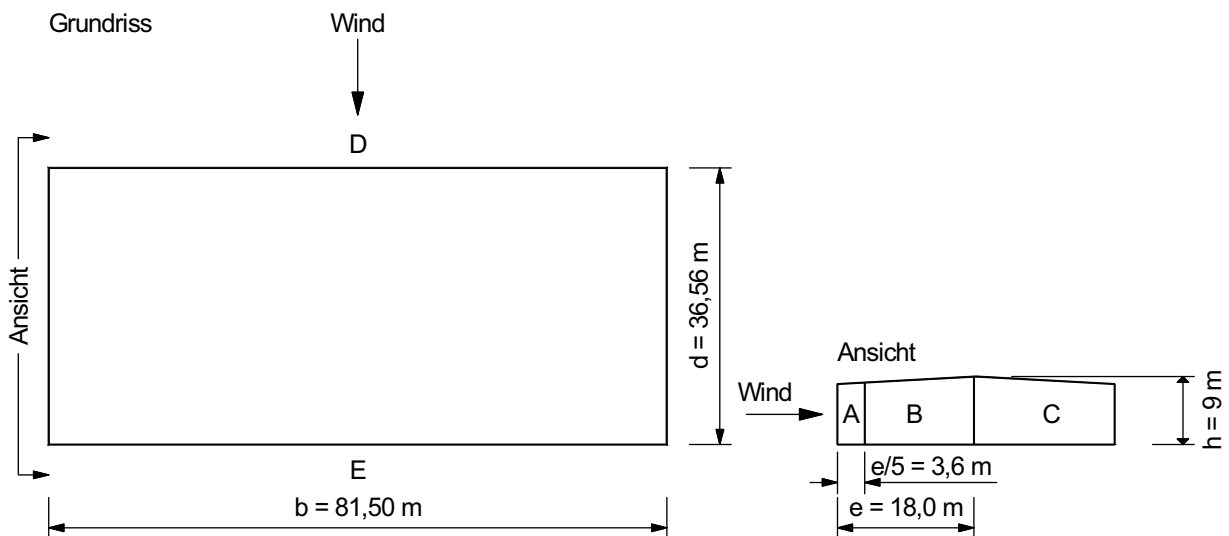 Grundriss
Wind
D
Ansicht
d = 36,56 m
E
b = 81,50 m
Ansicht
Wind
A
B
C
h = 9 m
e/5 = 3,6 m
e = 18,0 m